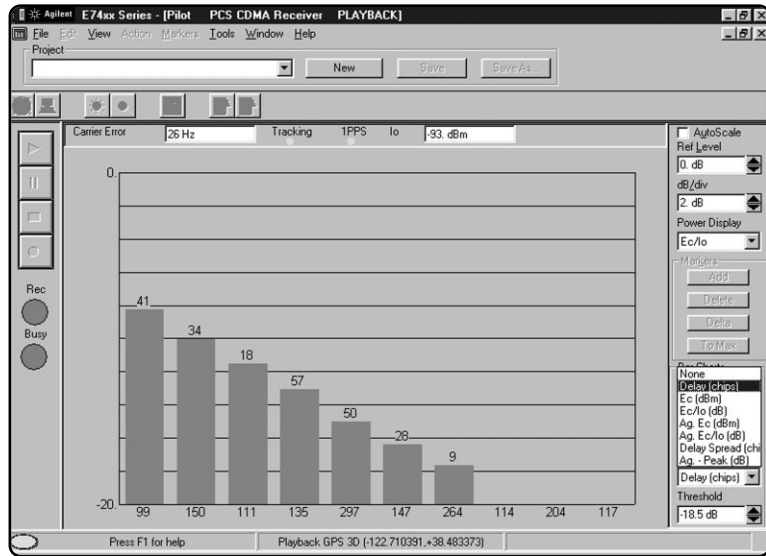 Agilent E74xx Series - [Pilot PCS CDMA Receiver PLAYBACK]
File Edit View Action Markers Tools Window Help
Project
New Save Save As...
Carrier Error 26 Hz Tracking 1PPS Io -93. dBm
AutoScale
Ref Level
0. dB
dB/div
2. dB
Power Display
Ec/Io
Markers
Add
Delete
Delta
To Max
Rec
Busy
0.
41
34
18
57
50
28
9
-20.
99 150 111 135 297 147 264 114 204 117
None
Delay (chips)
Ec (dBm)
Ec/Io (dB)
Ag. Ec (dBm)
Ag. Ec/Io (dB)
Delay Spread (chi
Ag. - Peak (dB)
Delay (chips)
Threshold
-18.5 dB
Press F1 for help Playback GPS 3D (-122.710391,+38.483373)